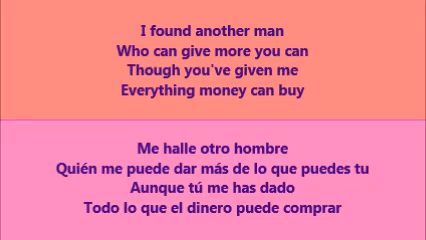 I found another man
Who can give more you can
Though you've given me
Everything money can buy
Me halle otro hombre
Quién me puede dar más de lo que puedes tu
Aunque tú me has dado
Todo lo que el dinero puede comprar